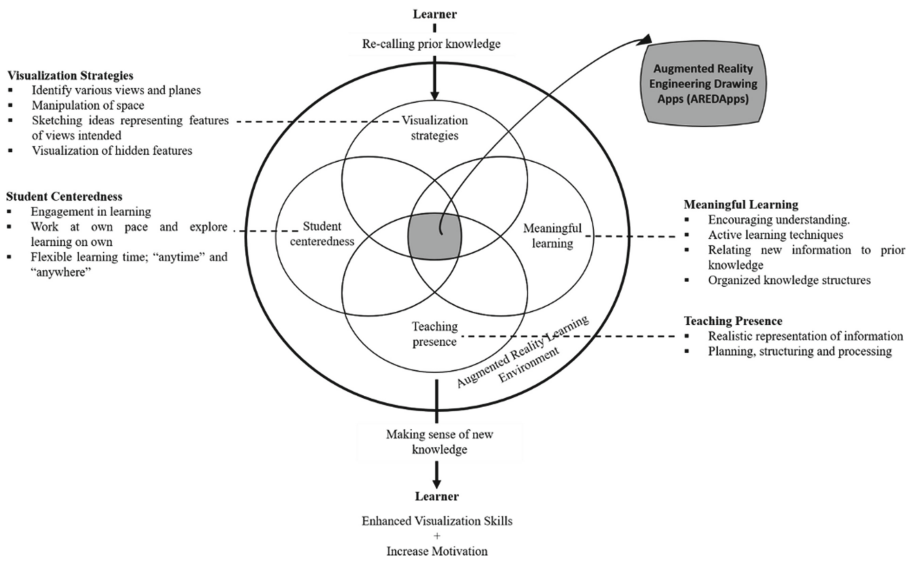 Learner
Re-calling prior knowledge
Augmented Reality
Engineering Drawing
Apps (AREDApps)
Visualization Strategies
▪ Identify various views and planes
▪ Manipulation of space
▪ Sketching ideas representing features
of views intended
▪ Visualization of hidden features
Visualization
strategies
Student Centeredness
▪ Engagement in learning
▪ Work at own pace and explore
learning on own
▪ Flexible learning time; “anytime” and
“anywhere”
Student
centeredness
Meaningful
learning
Meaningful Learning
▪ Encouraging understanding.
▪ Active learning techniques
▪ Relating new information to prior
knowledge
▪ Organized knowledge structures
Teaching
presence
Teaching Presence
▪ Realistic representation of information
▪ Planning, structuring and processing
Augmented Reality Learning
Environment
Making sense of new
knowledge
Learner
Enhanced Visualization Skills
+
Increase Motivation